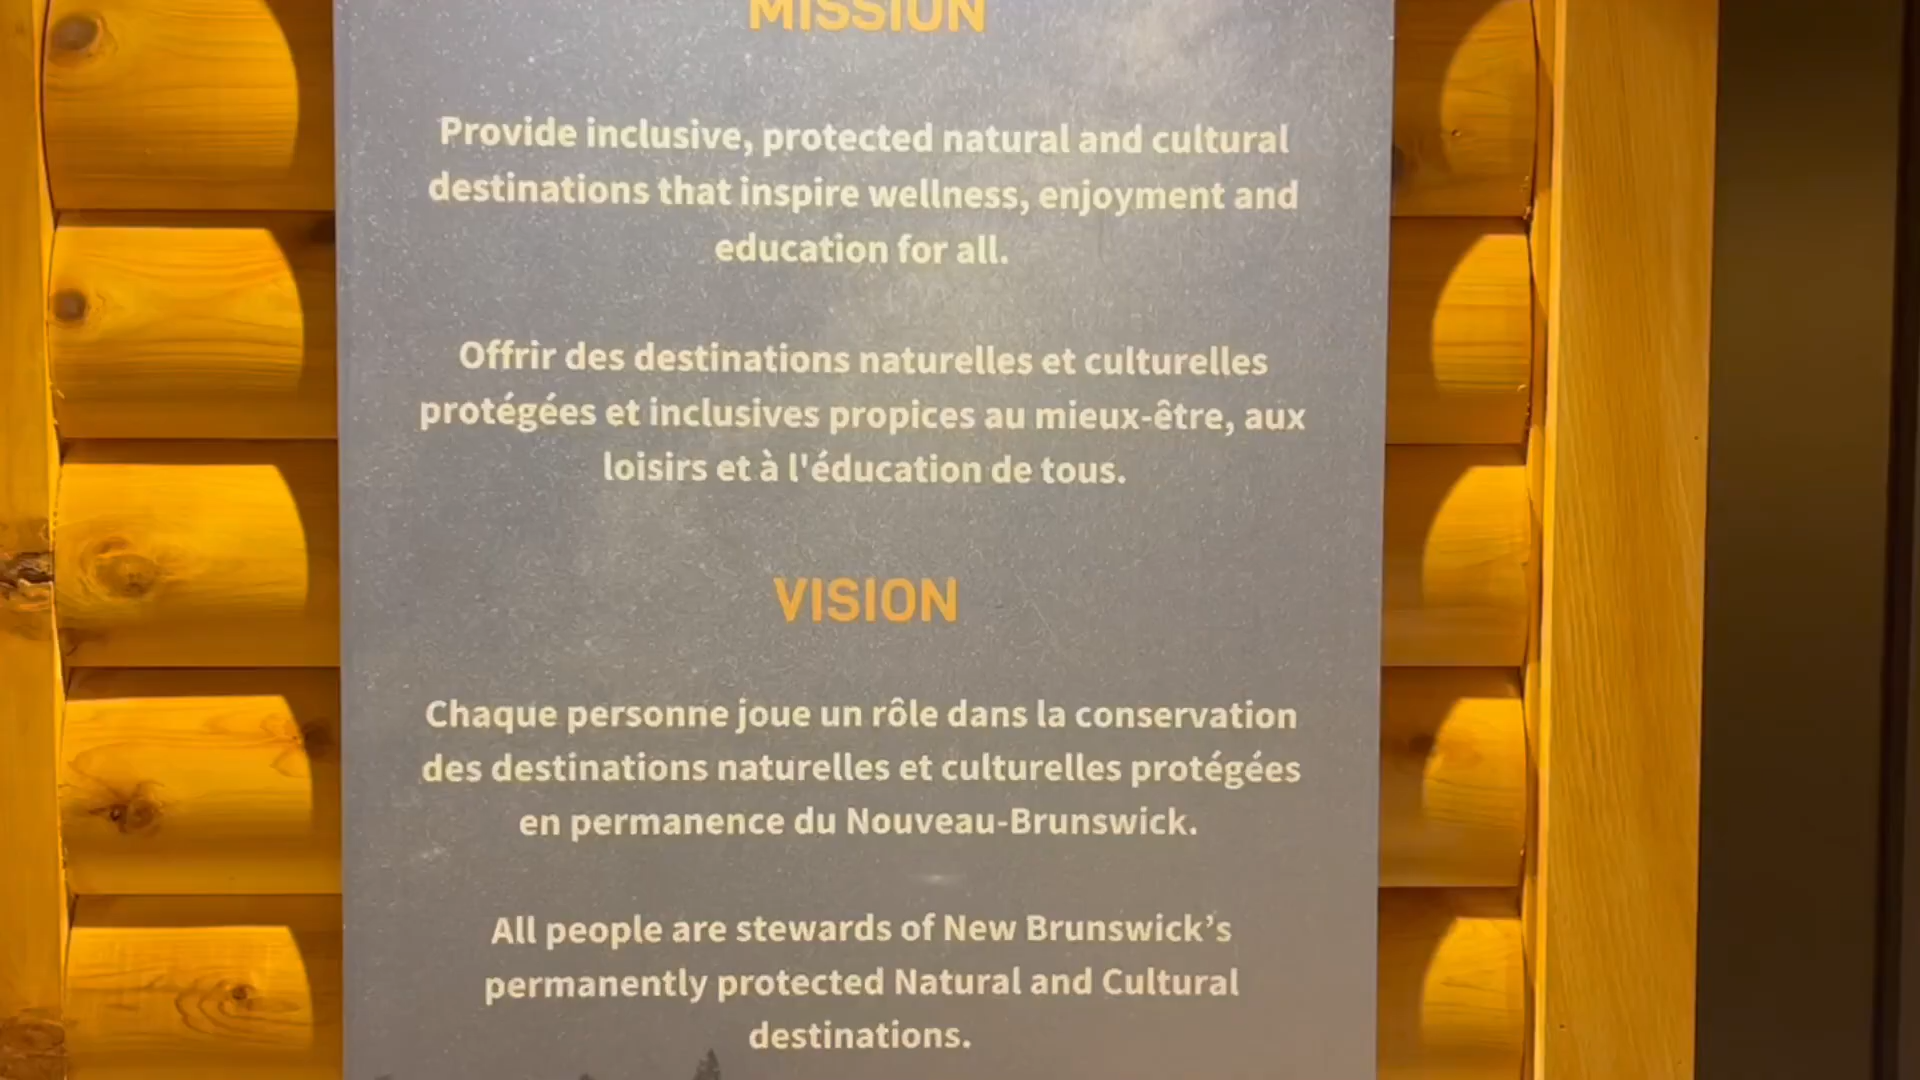 MISSION
Provide inclusive, protected natural and cultural
destinations that inspire wellness, enjoyment and
education for all.
Offrir des destinations naturelles et culturelles
protégées et inclusives propices au mieux-être, aux
loisirs et à l'éducation de tous.
VISION
Chaque personne joue un rôle dans la conservation
des destinations naturelles et culturelles protégées
en permanence du Nouveau-Brunswick.
All people are stewards of New Brunswick’s
permanently protected Natural and Cultural
destinations.